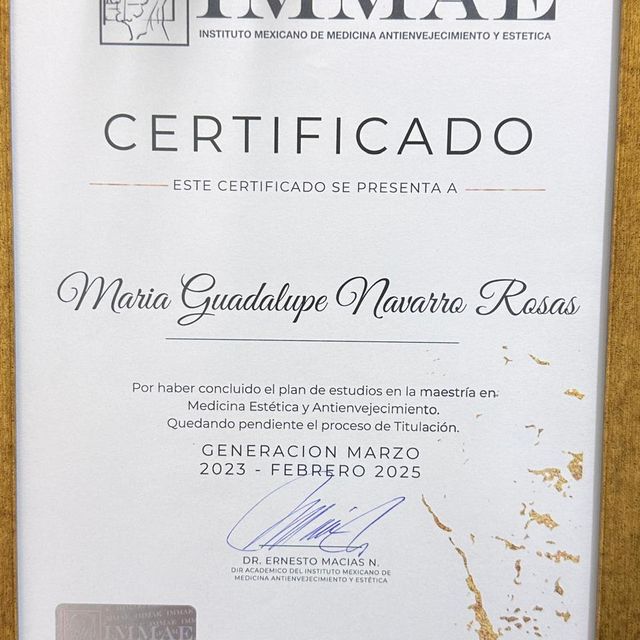 IMMAE
INSTITUTO MEXICANO DE MEDICINA ANTIENVEJECIMIENTO Y ESTETICA
CERTIFICADO
ESTE CERTIFICADO SE PRESENTA A
Maria Guadalupe Navarro Rosas
Por haber concluido el plan de estudios en la maestría en:
Medicina Estética y Antienvejecimiento.
Quedando pendiente el proceso de Titulación.
GENERACION MARZO
2023 - FEBRERO 2025
DR. ERNESTO MACIAS N.
DIR ACADEMICO DEL INSTITUTO MEXICANO DE
MEDICINA ANTIENVEJECIMIENTO Y ESTÉTICA
IMMAE